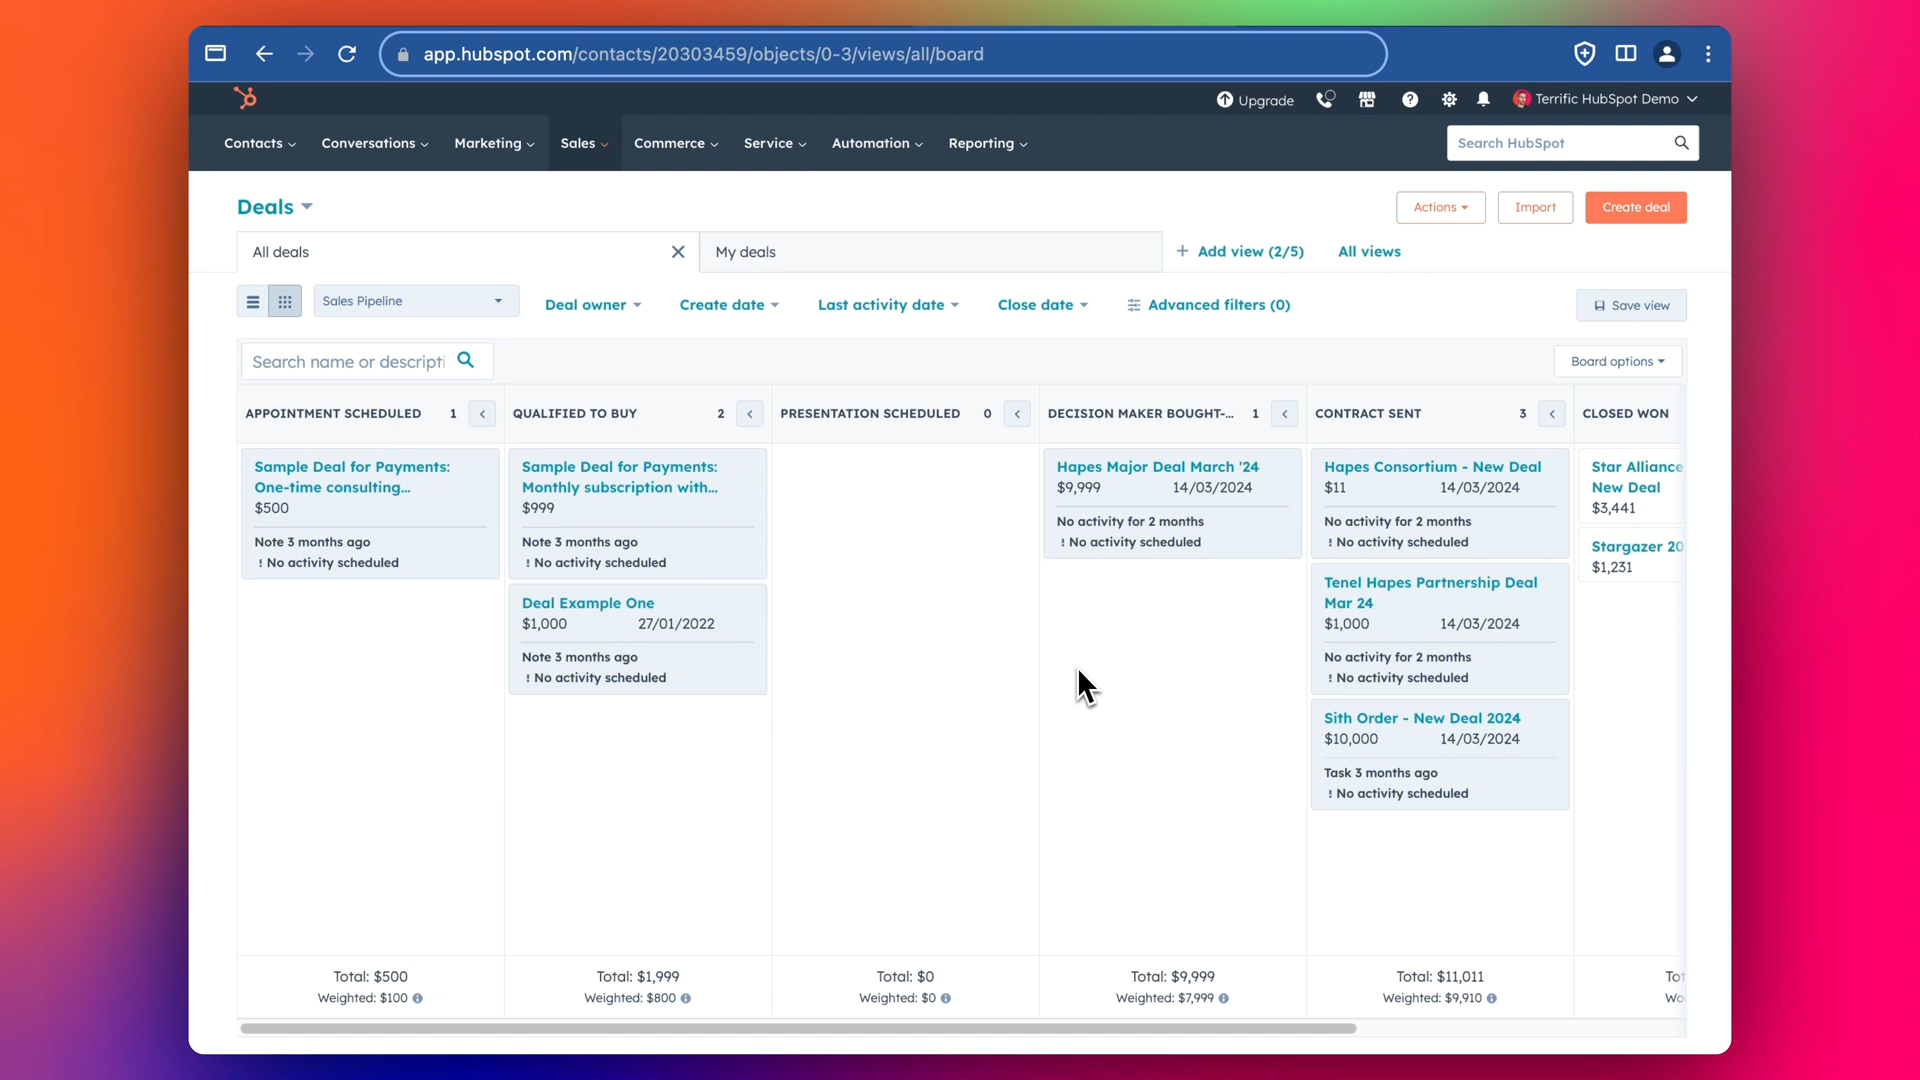 app.hubspot.com/contacts/20303459/objects/0-3/views/all/board
Upgrade
Terrific HubSpot Demo
Contacts
Conversations
Marketing
Sales
Commerce
Service
Automation
Reporting
Search HubSpot
Deals
Actions
Import
Create deal
All deals
My deals
+ Add view (2/5)
All views
Sales Pipeline
Deal owner
Create date
Last activity date
Close date
Advanced filters (0)
Save view
Search name or descripti
Board options
APPOINTMENT SCHEDULED 1
Sample Deal for Payments:
One-time consulting...
$500
Note 3 months ago
! No activity scheduled
Total: $500
Weighted: $100
QUALIFIED TO BUY 2
Sample Deal for Payments:
Monthly subscription with...
$999
Note 3 months ago
! No activity scheduled
Deal Example One
$1,000 27/01/2022
Note 3 months ago
! No activity scheduled
Total: $1,999
Weighted: $800
PRESENTATION SCHEDULED 0
Total: $0
Weighted: $0
DECISION MAKER BOUGHT-... 1
Hapes Major Deal March '24
$9,999 14/03/2024
No activity for 2 months
! No activity scheduled
Total: $9,999
Weighted: $7,999
CONTRACT SENT 3
Hapes Consortium - New Deal
$11 14/03/2024
No activity for 2 months
! No activity scheduled
Tenel Hapes Partnership Deal
Mar 24
$1,000 14/03/2024
No activity for 2 months
! No activity scheduled
Sith Order - New Deal 2024
$10,000 14/03/2024
Task 3 months ago
! No activity scheduled
Total: $11,011
Weighted: $9,910
CLOSED WON
Star Alliance
New Deal
$3,441
Stargazer 20
$1,231